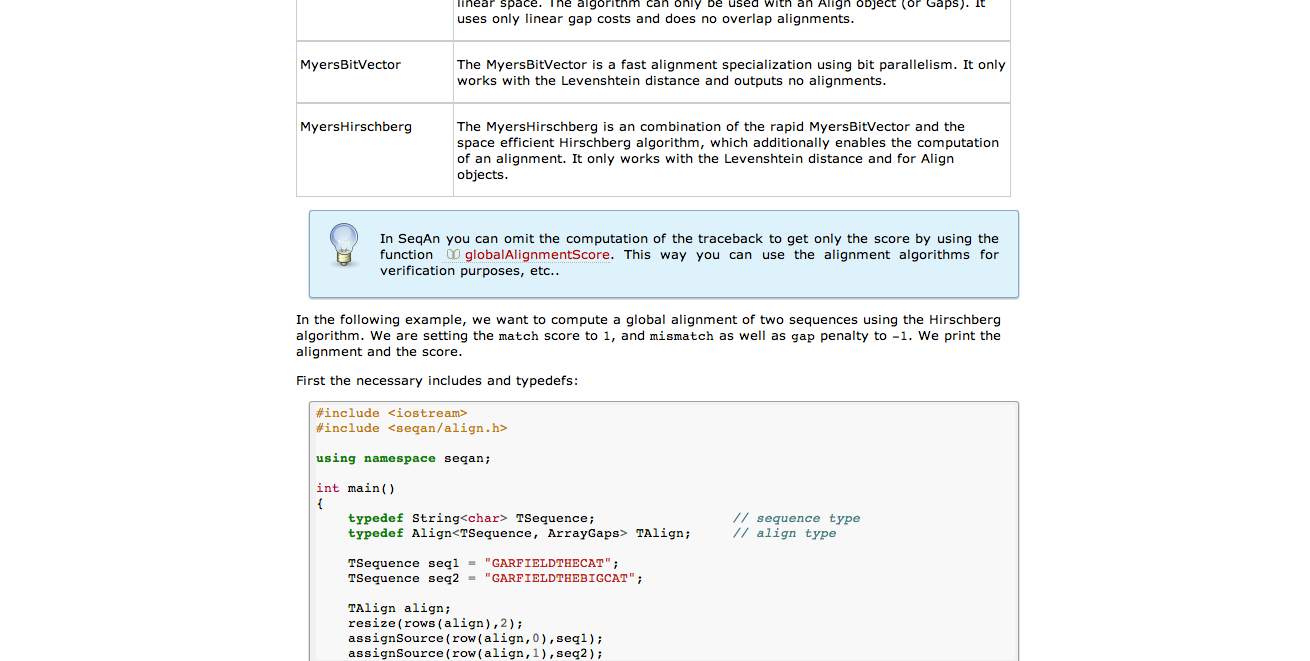 linear space. The algorithm can only be used with an Align object (or Gaps). It
uses only linear gap costs and does no overlap alignments.
MyersBitVector
The MyersBitVector is a fast alignment specialization using bit parallelism. It only
works with the Levenshtein distance and outputs no alignments.
MyersHirschberg
The MyersHirschberg is an combination of the rapid MyersBitVector and the
space efficient Hirschberg algorithm, which additionally enables the computation
of an alignment. It only works with the Levenshtein distance and for Align
objects.
In SeqAn you can omit the computation of the traceback to get only the score by using the
function globalAlignmentScore. This way you can use the alignment algorithms for
verification purposes, etc..
In the following example, we want to compute a global alignment of two sequences using the Hirschberg
algorithm. We are setting the match score to 1, and mismatch as well as gap penalty to -1. We print the
alignment and the score.
First the necessary includes and typedefs:
#include <iostream>
#include <seqan/align.h>
using namespace seqan;
int main()
{
typedef String<char> TSequence; // sequence type
typedef Align<TSequence, ArrayGaps> TAlign; // align type
TSequence seq1 = "GARFIELDTHECAT";
TSequence seq2 = "GARFIELDTHEBIGCAT";
TAlign align;
resize(rows(align),2);
assignSource(row(align,0),seq1);
assignSource(row(align,1),seq2);